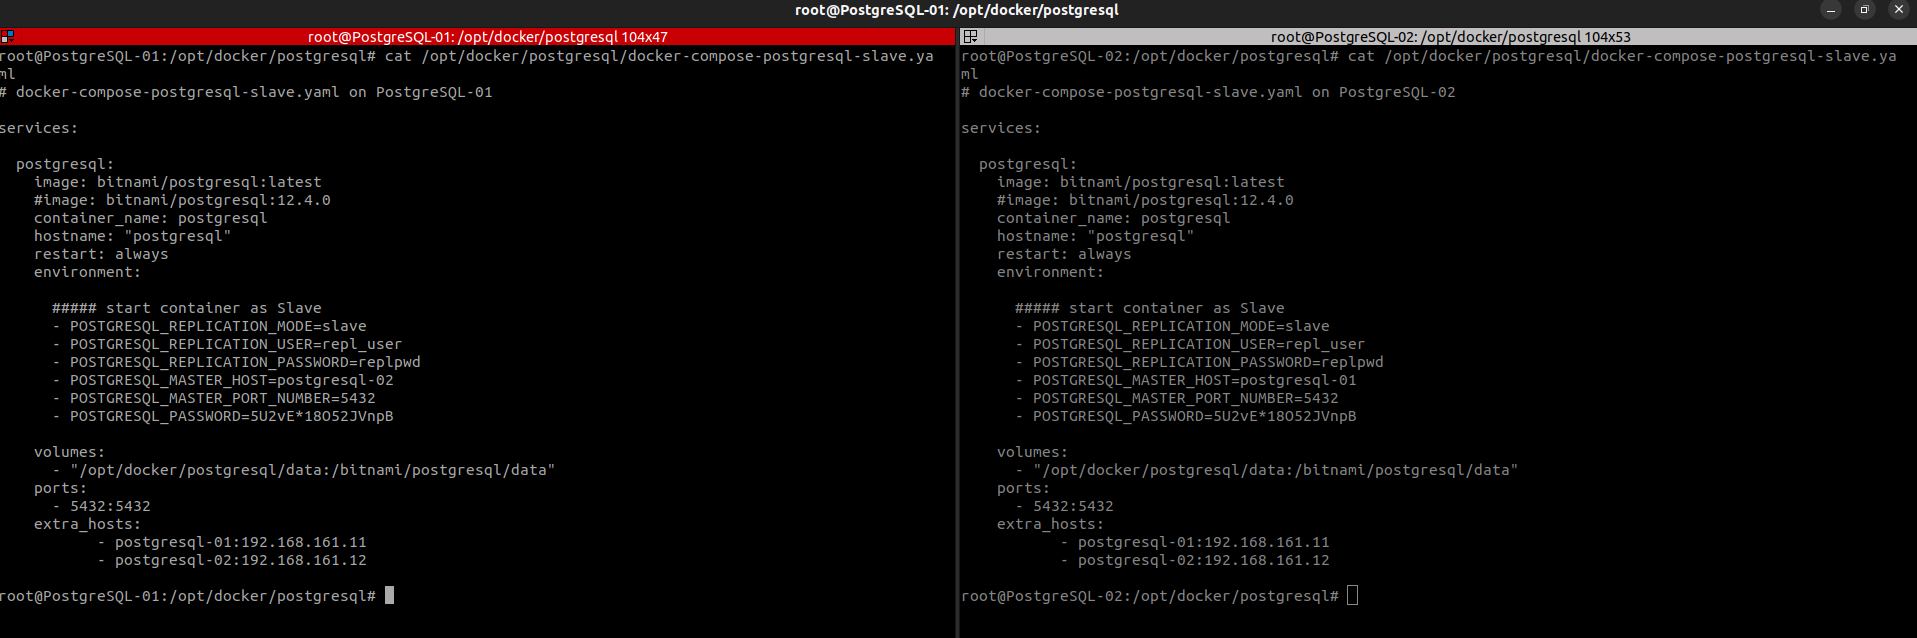 root@PostgreSQL-01: /opt/docker/postgresql
root@PostgreSQL-01: /opt/docker/postgresql 104x47
root@PostgreSQL-01:/opt/docker/postgresql# cat /opt/docker/postgresql/docker-compose-postgresql-slave.ya
ml
# docker-compose-postgresql-slave.yaml on PostgreSQL-01
services:
postgresql:
image: bitnami/postgresql:latest
#image: bitnami/postgresql:12.4.0
container_name: postgresql
hostname: "postgresql"
restart: always
environment:
##### start container as Slave
- POSTGRESQL_REPLICATION_MODE=slave
- POSTGRESQL_REPLICATION_USER=repl_user
- POSTGRESQL_REPLICATION_PASSWORD=replpwd
- POSTGRESQL_MASTER_HOST=postgresql-02
- POSTGRESQL_MASTER_PORT_NUMBER=5432
- POSTGRESQL_PASSWORD=5U2vE*18O52JVnpB
volumes:
- "/opt/docker/postgresql/data:/bitnami/postgresql/data"
ports:
- 5432:5432
extra_hosts:
- postgresql-01:192.168.161.11
- postgresql-02:192.168.161.12
root@PostgreSQL-01:/opt/docker/postgresql#
root@PostgreSQL-02: /opt/docker/postgresql 104x53
root@PostgreSQL-02:/opt/docker/postgresql# cat /opt/docker/postgresql/docker-compose-postgresql-slave.ya
ml
# docker-compose-postgresql-slave.yaml on PostgreSQL-02
services:
postgresql:
image: bitnami/postgresql:latest
#image: bitnami/postgresql:12.4.0
container_name: postgresql
hostname: "postgresql"
restart: always
environment:
##### start container as Slave
- POSTGRESQL_REPLICATION_MODE=slave
- POSTGRESQL_REPLICATION_USER=repl_user
- POSTGRESQL_REPLICATION_PASSWORD=replpwd
- POSTGRESQL_MASTER_HOST=postgresql-01
- POSTGRESQL_MASTER_PORT_NUMBER=5432
- POSTGRESQL_PASSWORD=5U2vE*18O52JVnpB
volumes:
- "/opt/docker/postgresql/data:/bitnami/postgresql/data"
ports:
- 5432:5432
extra_hosts:
- postgresql-01:192.168.161.11
- postgresql-02:192.168.161.12
root@PostgreSQL-02:/opt/docker/postgresql#